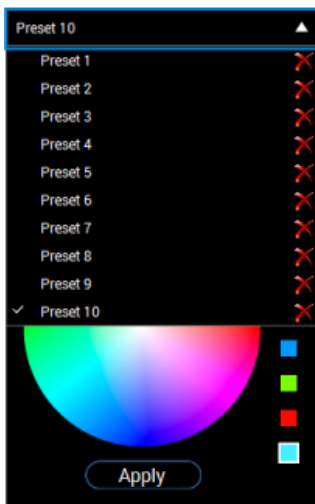 Preset 10
Preset 1
Preset 2
Preset 3
Preset 4
Preset 5
Preset 6
Preset 7
Preset 8
Preset 9
Preset 10
Apply